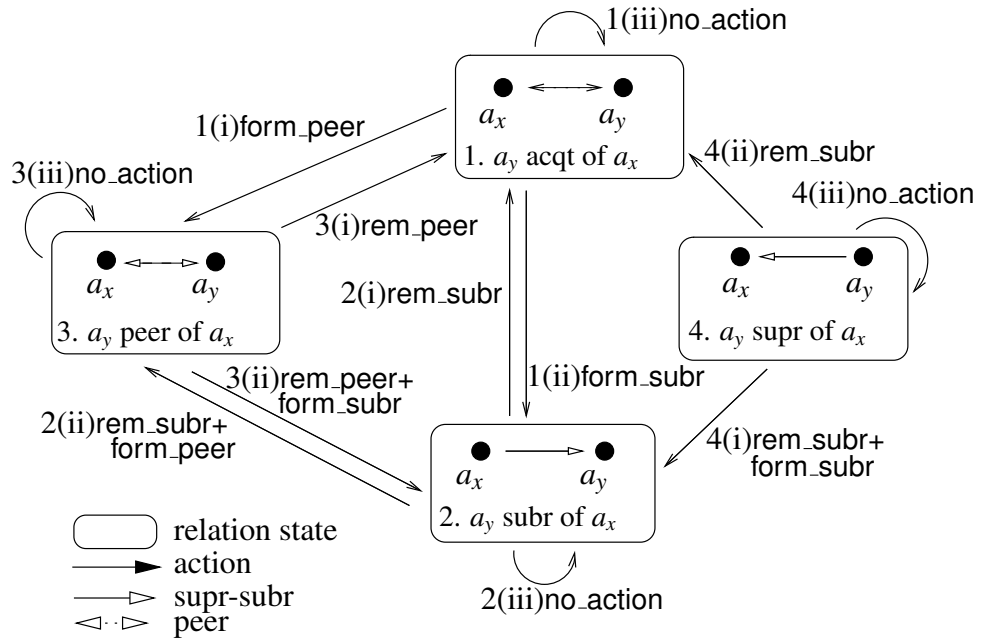 1(iii)no_action
a_x a_y
1. a_y acqt of a_x
1(i)form_peer
4(ii)rem_subr
3(iii)no_action
4(iii)no_action
3(i)rem_peer
a_x a_y
3. a_y peer of a_x
a_x a_y
4. a_y supr of a_x
2(i)rem_subr
1(ii)form_subr
3(ii)rem_peer+
form_subr
2(ii)rem_subr+
form_peer
4(i)rem_subr+
form_subr
a_x a_y
2. a_y subr of a_x
2(iii)no_action
relation state
action
supr-subr
peer